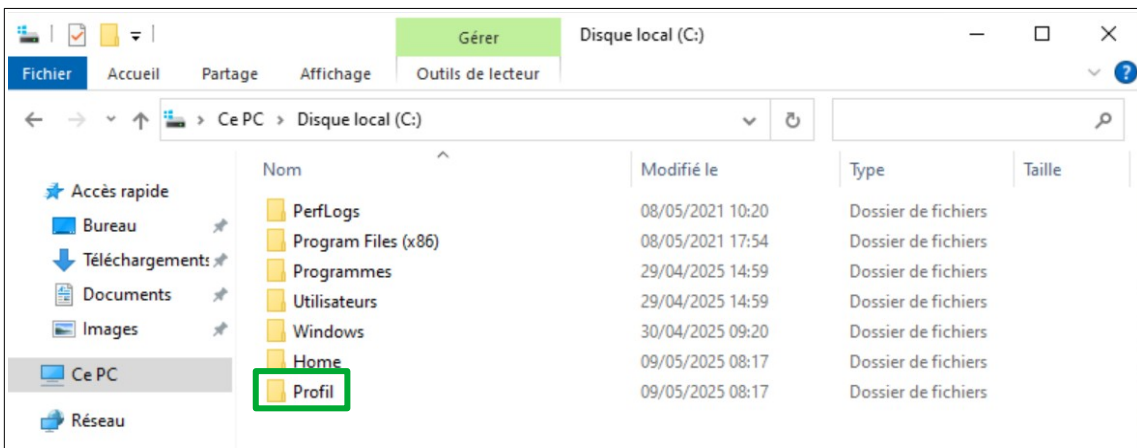 Gérer Disque local (C:)
Fichier Accueil Partage Affichage Outils de lecteur
Ce PC > Disque local (C:)
Nom Modifié le Type Taille
Accès rapide
Bureau
Téléchargements
Documents
Images
Ce PC
Réseau
PerfLogs 08/05/2021 10:20 Dossier de fichiers
Program Files (x86) 08/05/2021 17:54 Dossier de fichiers
Programmes 29/04/2025 14:59 Dossier de fichiers
Utilisateurs 29/04/2025 14:59 Dossier de fichiers
Windows 30/04/2025 09:20 Dossier de fichiers
Home 09/05/2025 08:17 Dossier de fichiers
Profil 09/05/2025 08:17 Dossier de fichiers